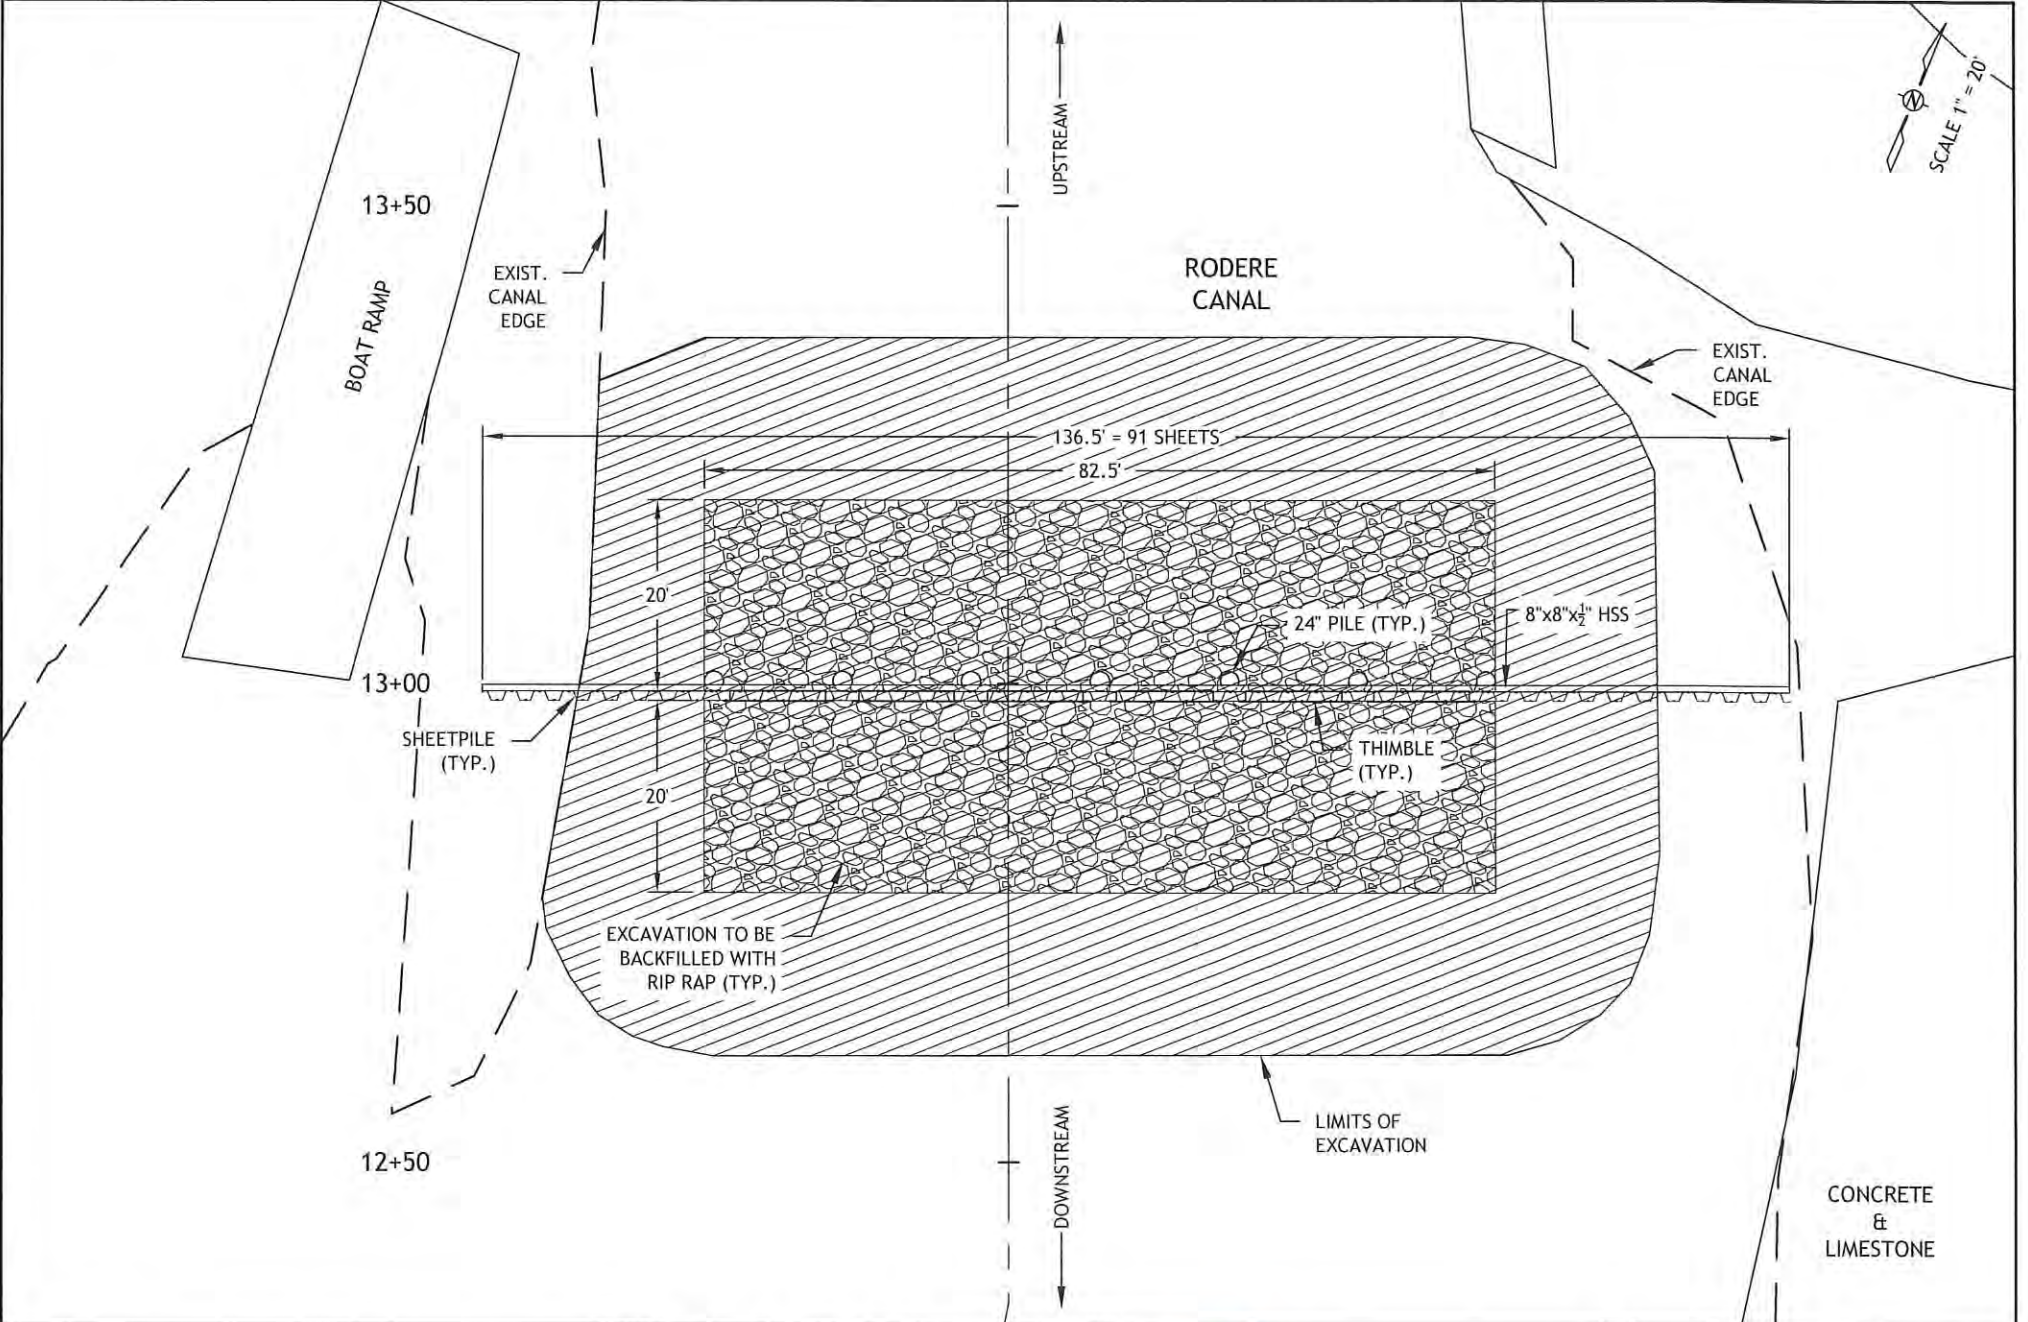 SCALE 1" = 20'
UPSTREAM
13+50
EXIST.
CANAL
EDGE
RODERE
CANAL
BOAT RAMP
EXIST.
CANAL
EDGE
136.5' = 91 SHEETS
82.5'
20'
24" PILE (TYP.)
8"x8"x½" HSS
13+00
SHEETPILE
(TYP.)
THIMBLE
(TYP.)
20'
EXCAVATION TO BE
BACKFILLED WITH
RIP RAP (TYP.)
LIMITS OF
EXCAVATION
12+50
DOWNSTREAM
CONCRETE
&
LIMESTONE
N